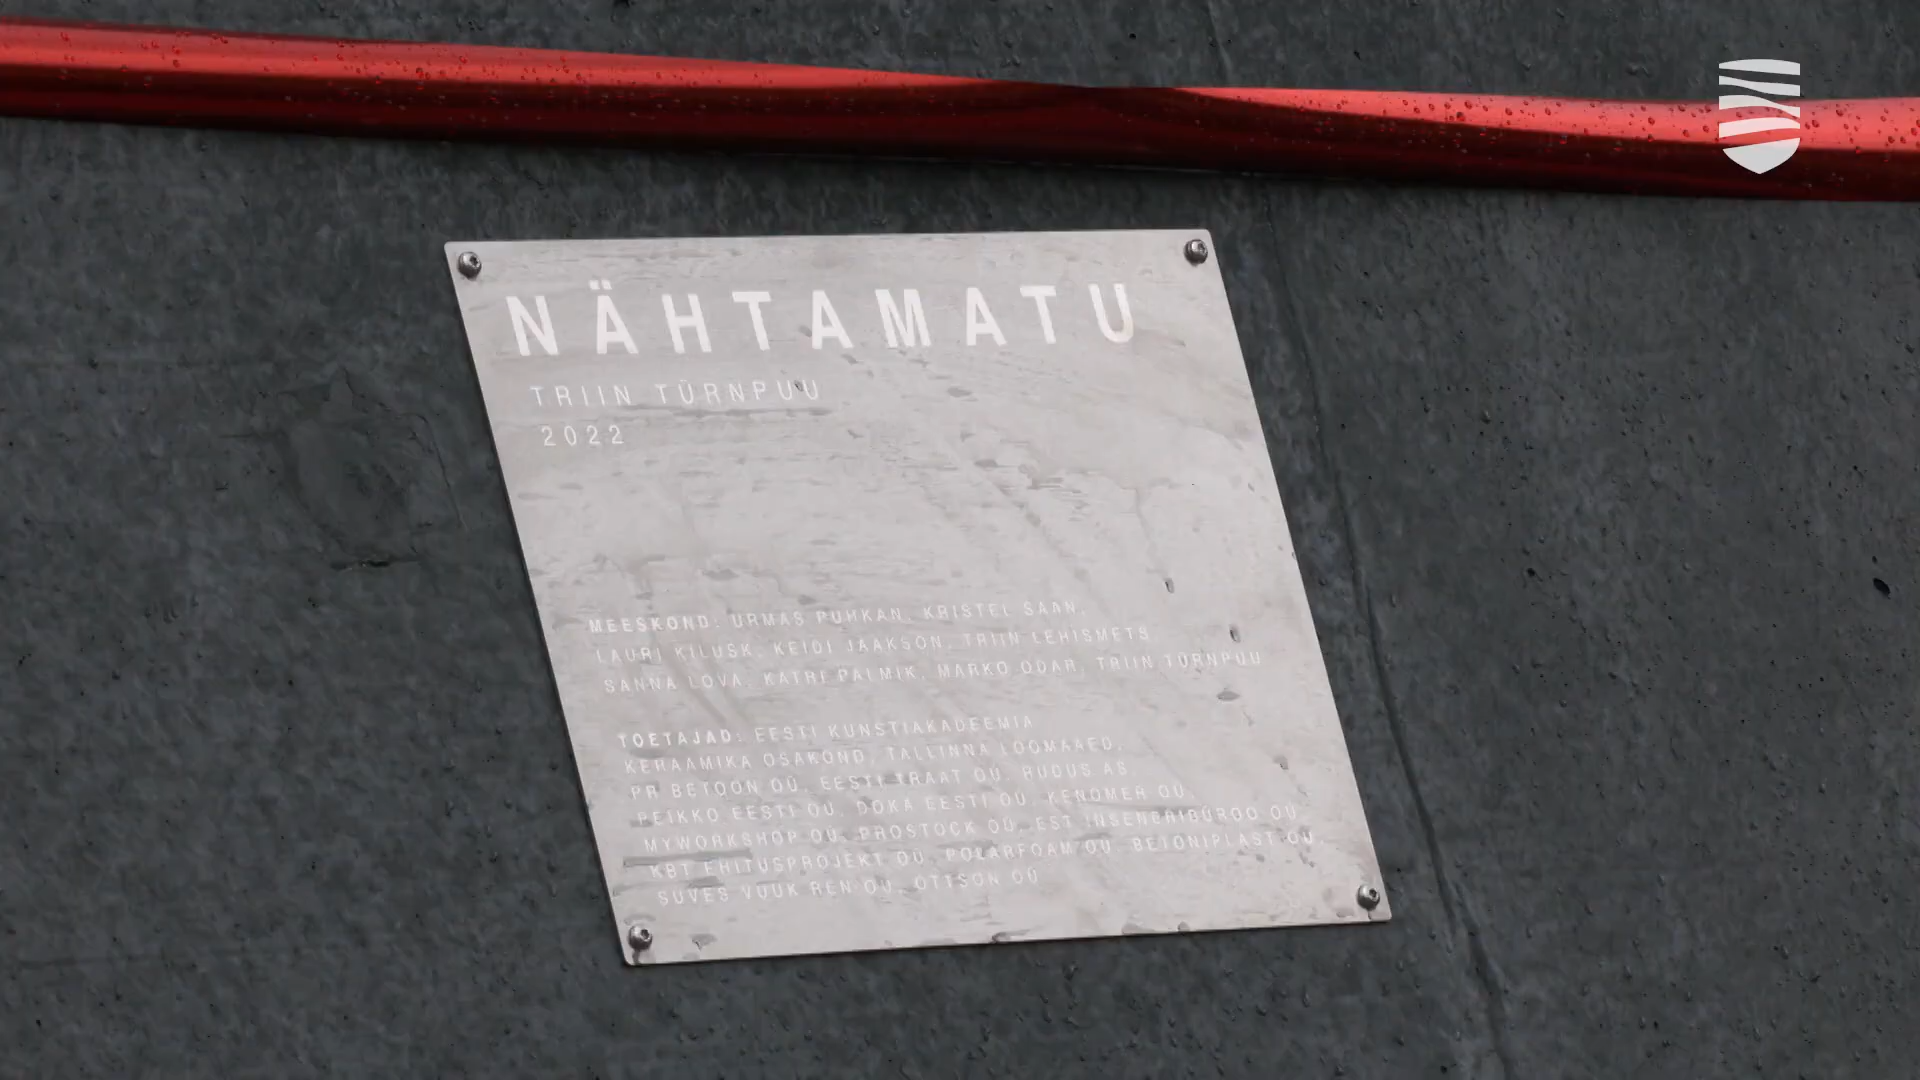 NÄHTAMATU
TRIIN TÜRNPUU
2022
MEESKOND: URMAS PUHKAN, KRISTEL SAAN,
LAURI KILUSK, KEIDI JAAKSON, TRIIN LEHISMETS
SANNA LOVA, KATRI PALMIK, MARKO ODAR, TRIIN TÜRNPUU
TOETAJAD: EESTI KUNSTIAKADEEMIA
KERAAMIKA OSAKOND, TALLINNA LOOMAAED,
PR BETOON OÜ, EESTI TRAAT OÜ, RUDUS AS,
PEIKKO EESTI OÜ, DOKA EESTI OÜ, KENOMER OÜ,
MYWORKSHOP OÜ, PROSTOCK OÜ, EST INSENERIBÜROO OÜ,
KBT EHITUSPROJEKT OÜ, POLARFOAM OÜ, BETONIPLAST OÜ,
SUVES VUUK REN OÜ, OTTSON OÜ